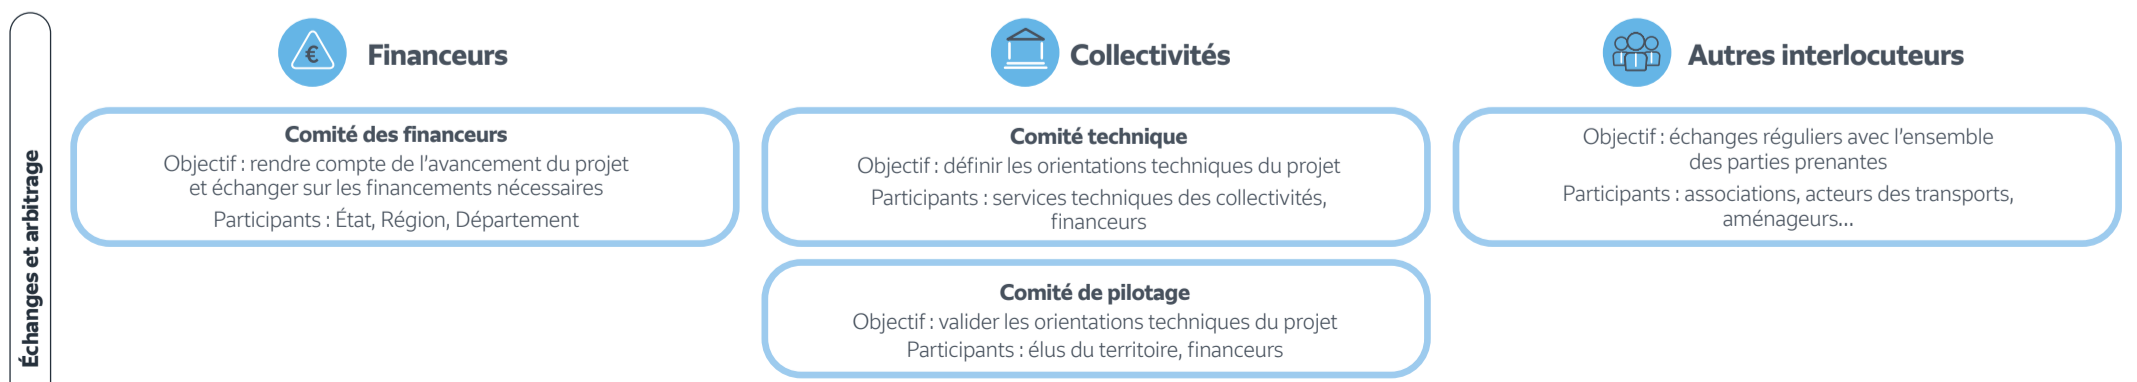 Échanges et arbitrage
€
Financeurs
Comité des financeurs
Objectif : rendre compte de l’avancement du projet
et échanger sur les financements nécessaires
Participants : État, Région, Département
Collectivités
Comité technique
Objectif : définir les orientations techniques du projet
Participants : services techniques des collectivités,
financeurs
Comité de pilotage
Objectif : valider les orientations techniques du projet
Participants : élus du territoire, financeurs
Autres interlocuteurs
Objectif : échanges réguliers avec l’ensemble
des parties prenantes
Participants : associations, acteurs des transports,
aménageurs...